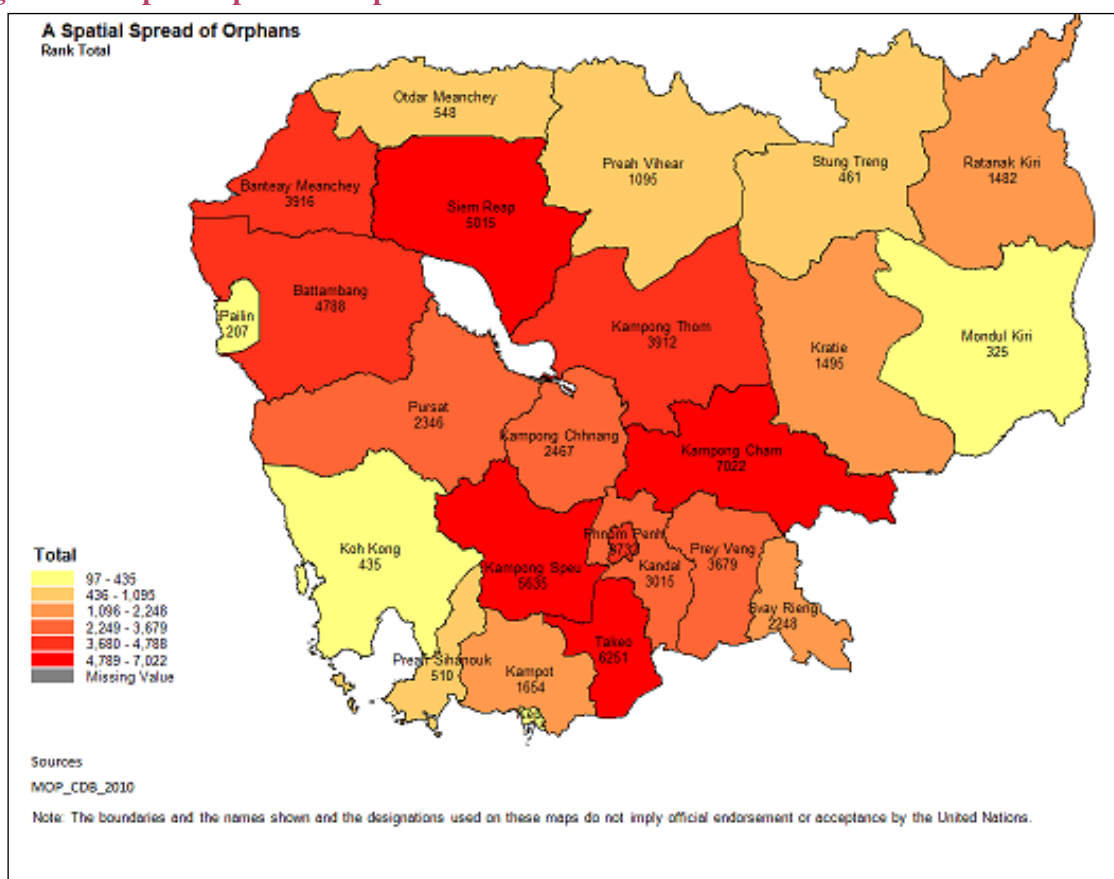 A Spatial Spread of Orphans
Rank Total
Otdar Meanchey
548
Preah Vihear
1095
Stung Treng
461
Ratanak Kiri
1482
Banteay Meanchey
3916
Siem Reap
5015
Battambang
4788
Pailin
207
Kampong Thom
3912
Kratie
1495
Mondul Kiri
325
Pursat
2346
Kampong Chhnang
2467
Kampong Cham
7022
Koh Kong
435
Kampong Speu
5635
Phnom Penh
Kandal
3015
Prey Veng
3679
Svay Rieng
2248
Takeo
6251
Preah Sihanouk
510
Kampot
1654
Total
97 - 435
436 - 1,095
1,096 - 2,248
2,249 - 3,679
3,680 - 4,788
4,789 - 7,022
Missing Value
Sources
MOP_CDB_2010
Note: The boundaries and the names shown and the designations used on these maps do not imply official endorsement or acceptance by the United Nations.